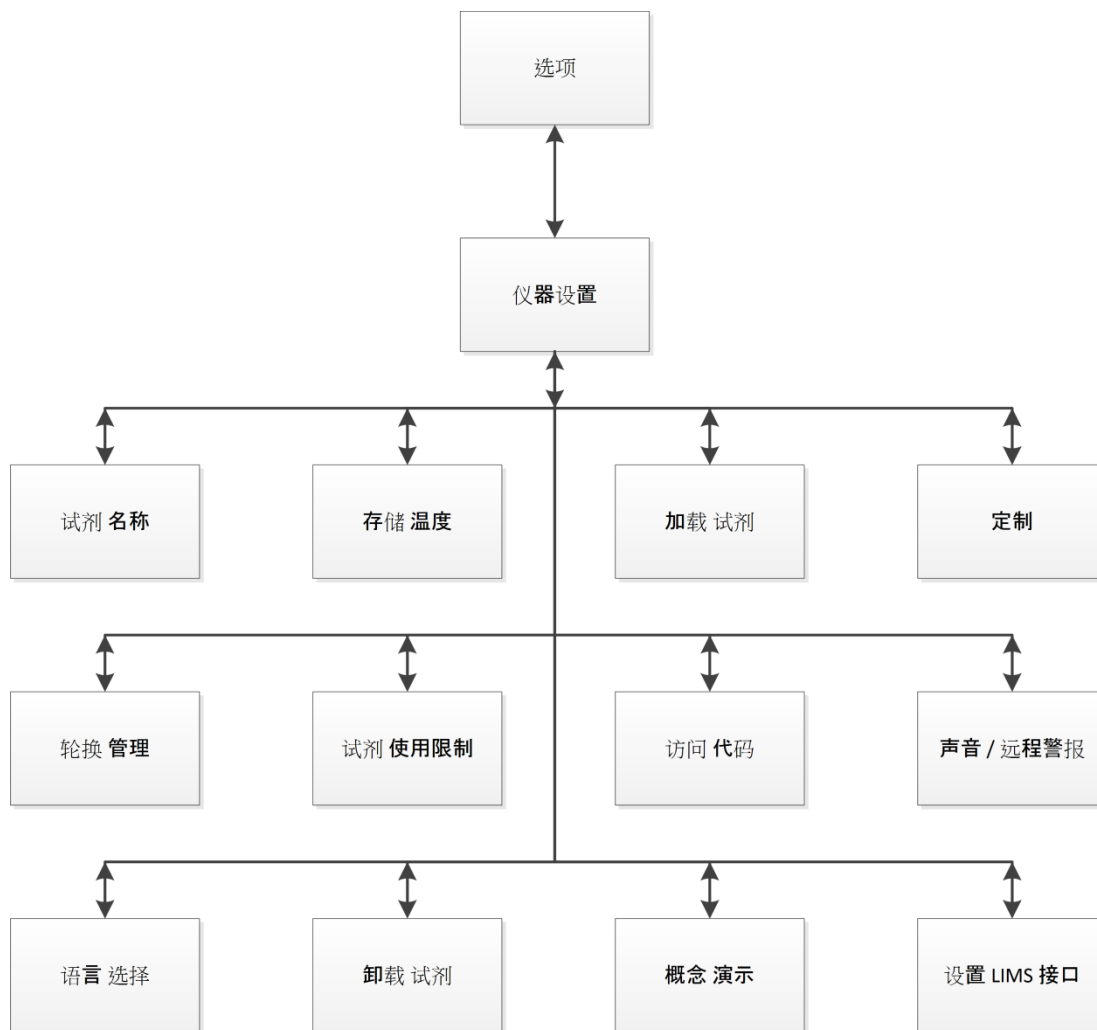 选项
仪器设置
试剂 名称
存储 温度
加载 试剂
定制
轮换 管理
试剂 使用限制
访问 代码
声音 / 远程警报
语言 选择
卸载 试剂
概念 演示
设置 LIMS 接口